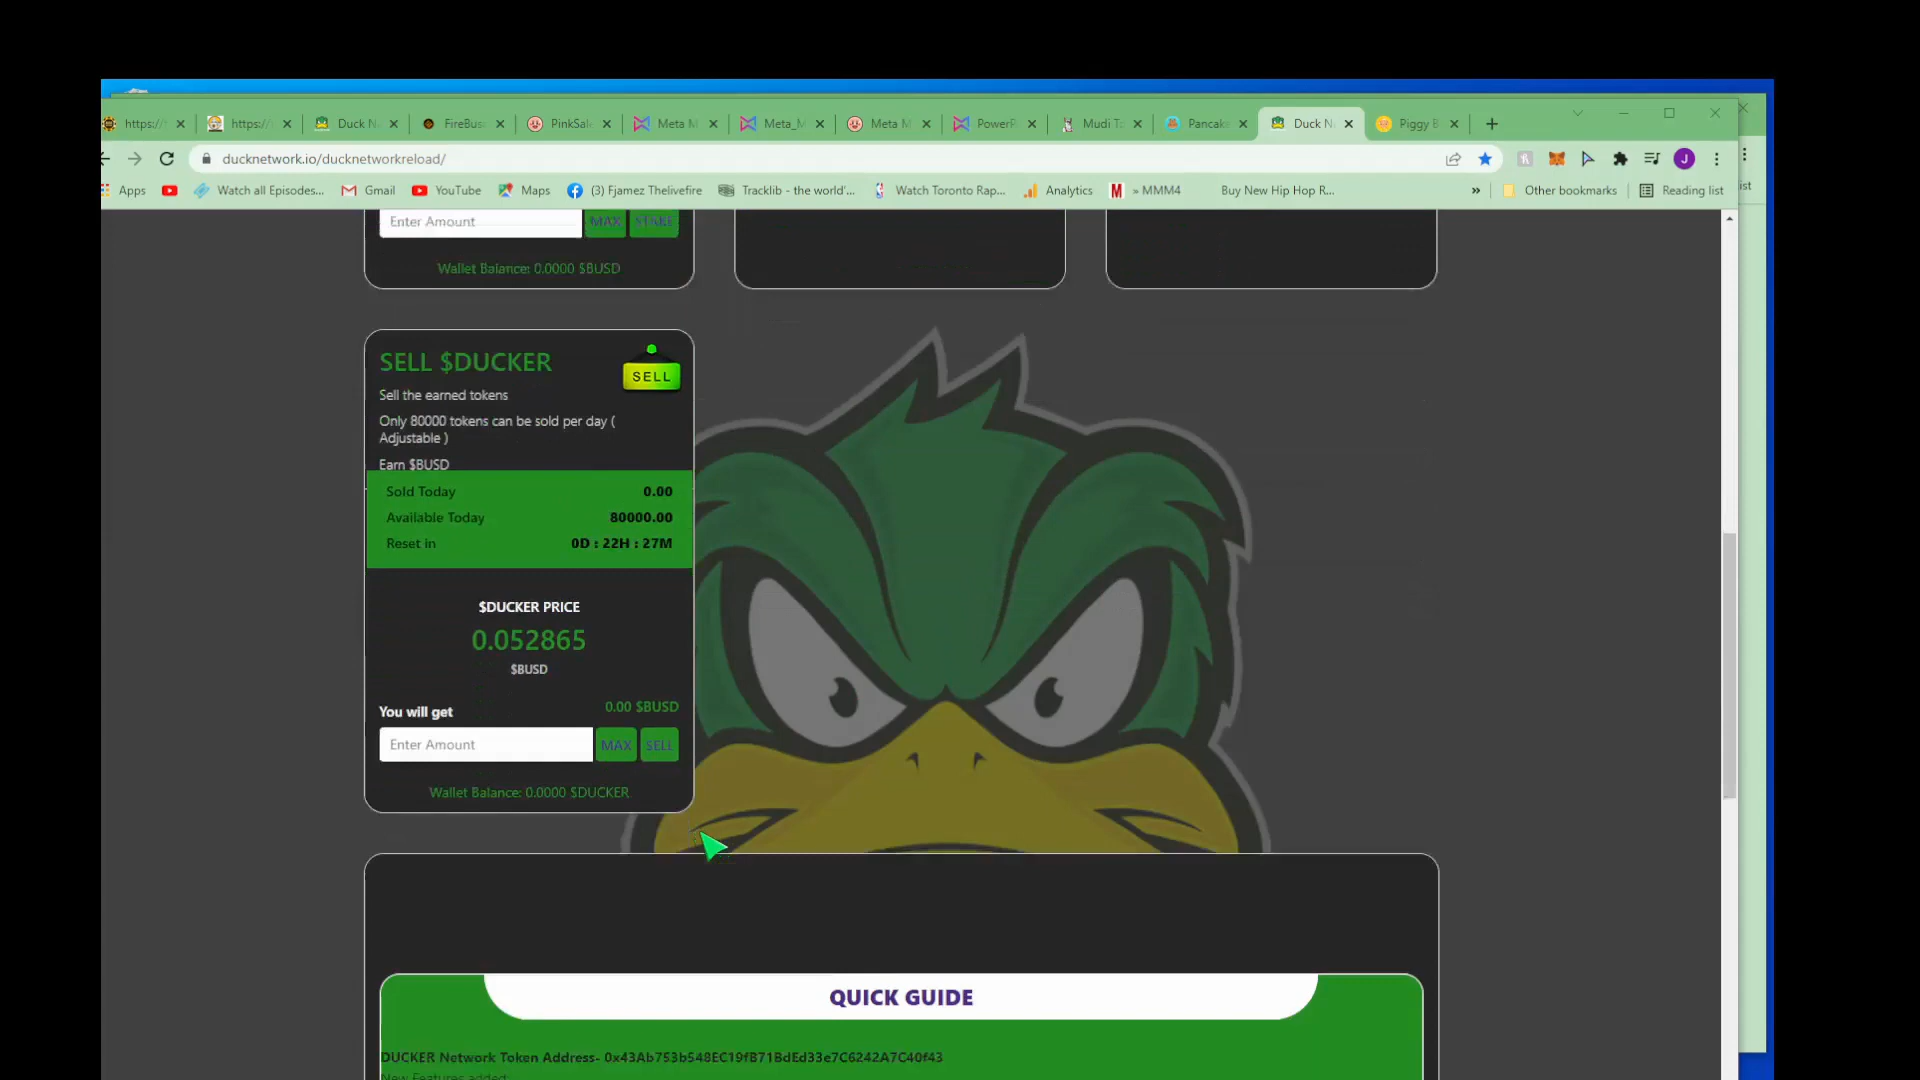 https:/
https:/
Duck N
FireBus
PinkSal
Meta M
Meta_M
Meta M
PowerP
Mudi T
Pancak
Duck N
Piggy B
ducknetwork.io/ducknetworkreload/
J
Apps
Watch all Episodes...
Gmail
YouTube
Maps
(3) Fjamez Thelivefire
Tracklib - the world'...
Watch Toronto Rap...
Analytics
M » MMM4
Buy New Hip Hop R...
»
Other bookmarks
Reading list
ist
Enter Amount
MAX
STAKE
Wallet Balance: 0.0000 $BUSD
SELL $DUCKER
SELL
Sell the earned tokens
Only 80000 tokens can be sold per day (
Adjustable )
Earn $BUSD
Sold Today 0.00
Available Today 80000.00
Reset in 0D : 22H : 27M
$DUCKER PRICE
0.052865
$BUSD
You will get 0.00 $BUSD
Enter Amount
MAX
SELL
Wallet Balance: 0.0000 $DUCKER
QUICK GUIDE
DUCKER Network Token Address- 0x43Ab753b548EC19fB71BdEd33e7C6242A7C40f43
New Features added: